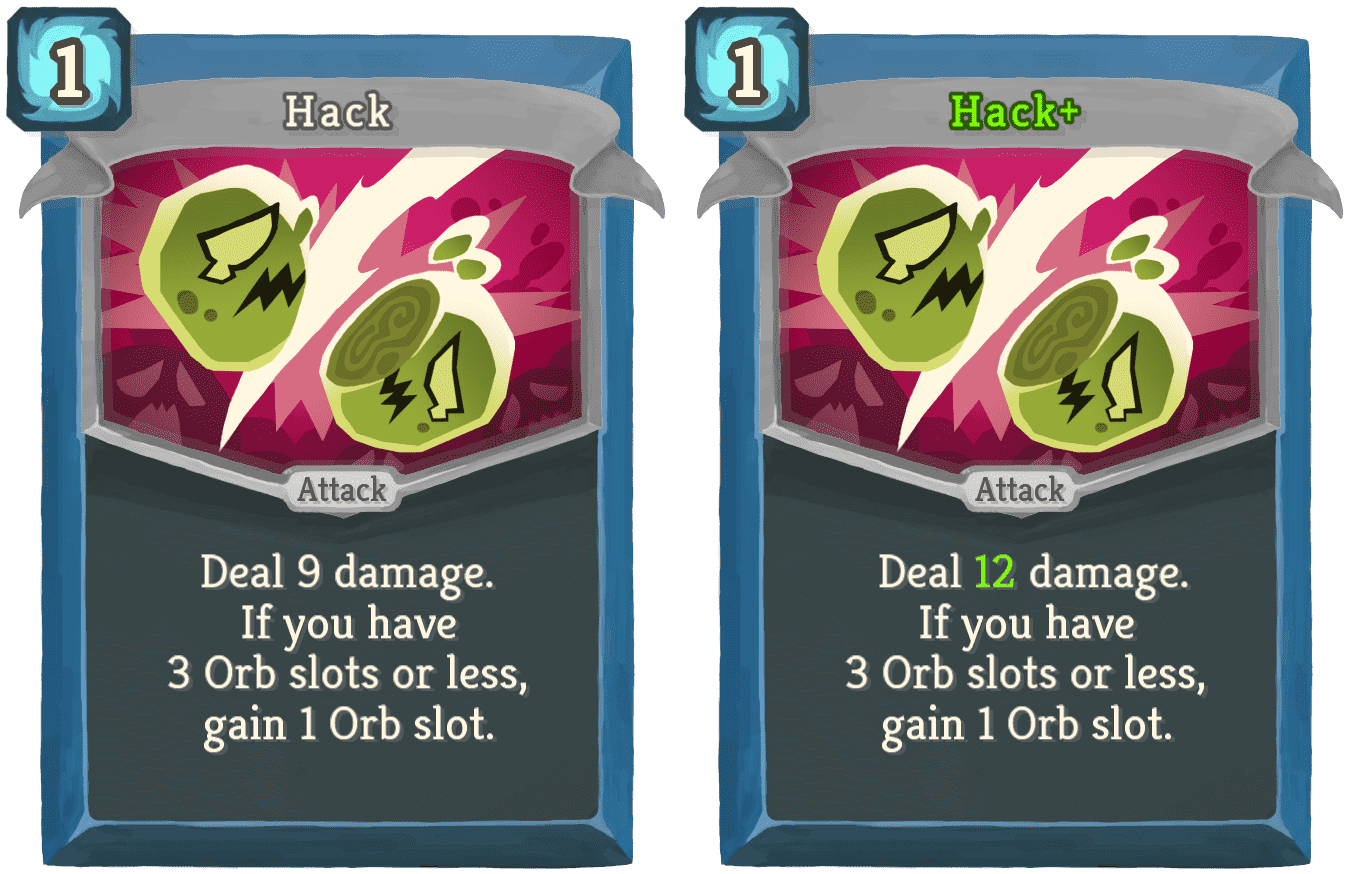 1
Hack
Attack
Deal 9 damage.
If you have
3 Orb slots or less,
gain 1 Orb slot.
1
Hack+
Attack
Deal 12 damage.
If you have
3 Orb slots or less,
gain 1 Orb slot.